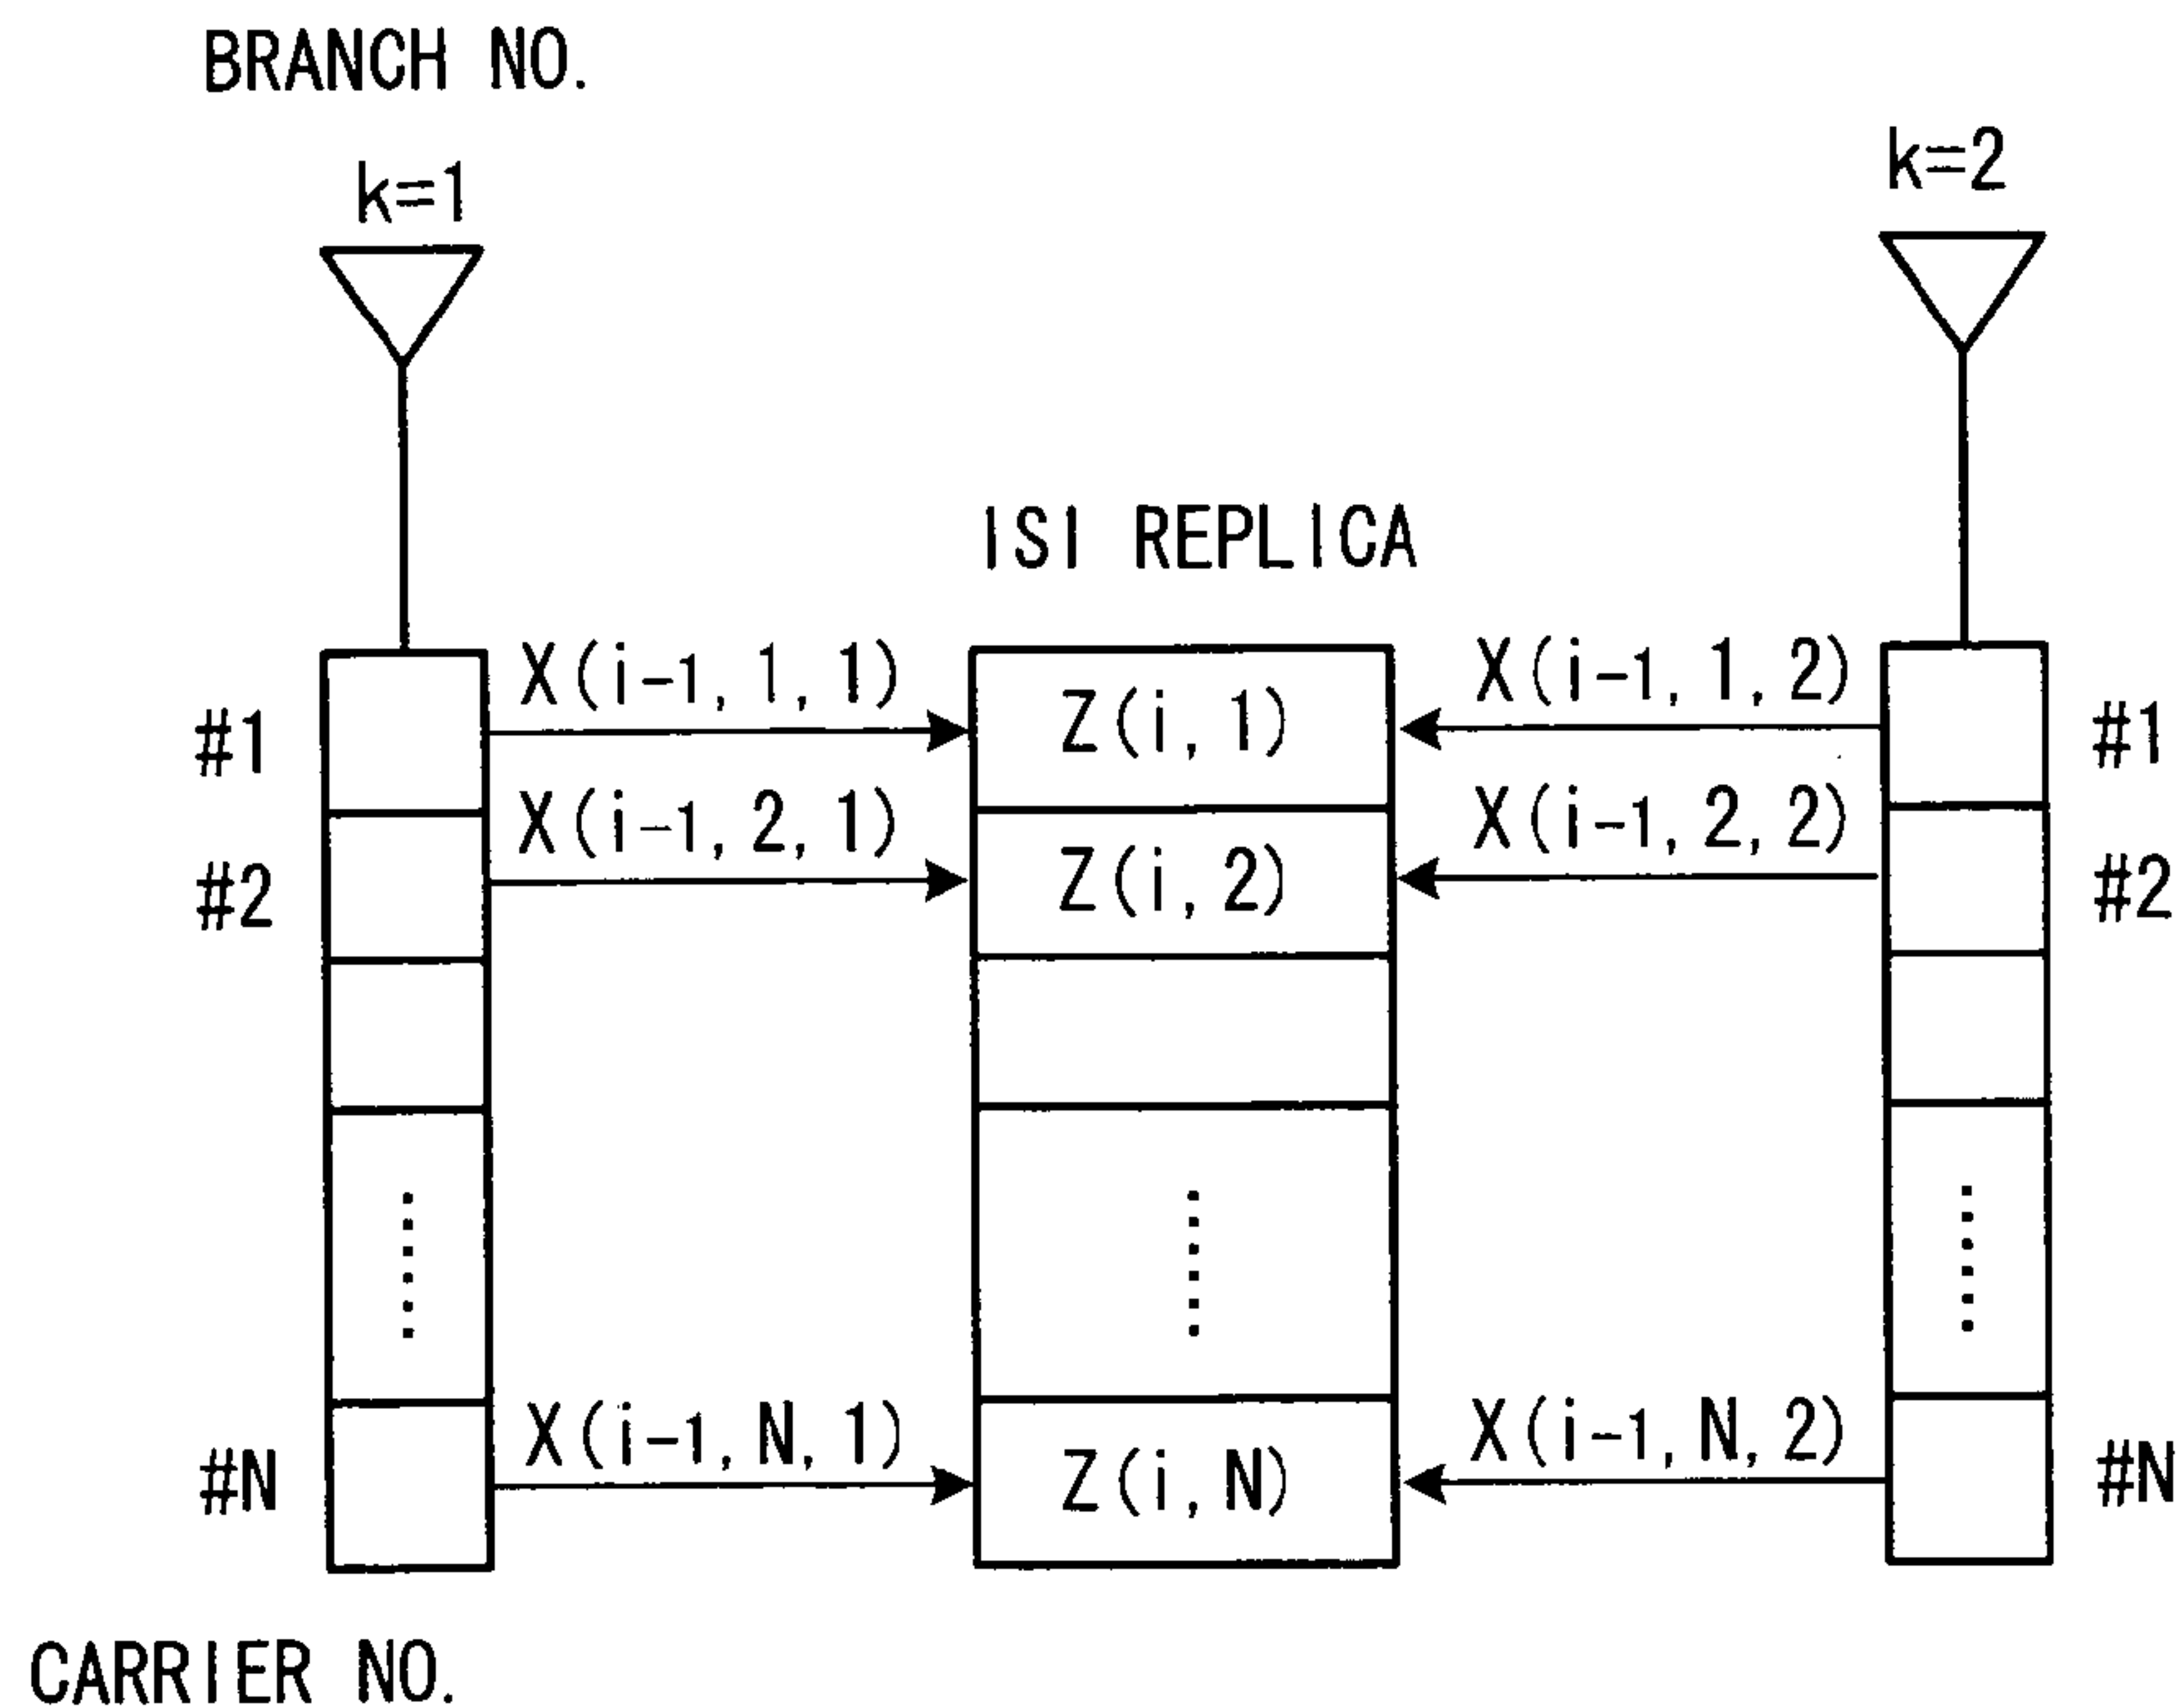 BRANCH NO.
k=1
k=2
ISI REPLICA
X(i-1, 1, 1)
X(i-1, 1, 2)
#1
Z(i, 1)
#1
X(i-1, 2, 1)
X(i-1, 2, 2)
#2
Z(i, 2)
#2
X(i-1, N, 1)
X(i-1, N, 2)
#N
Z(i, N)
#N
CARRIER NO.